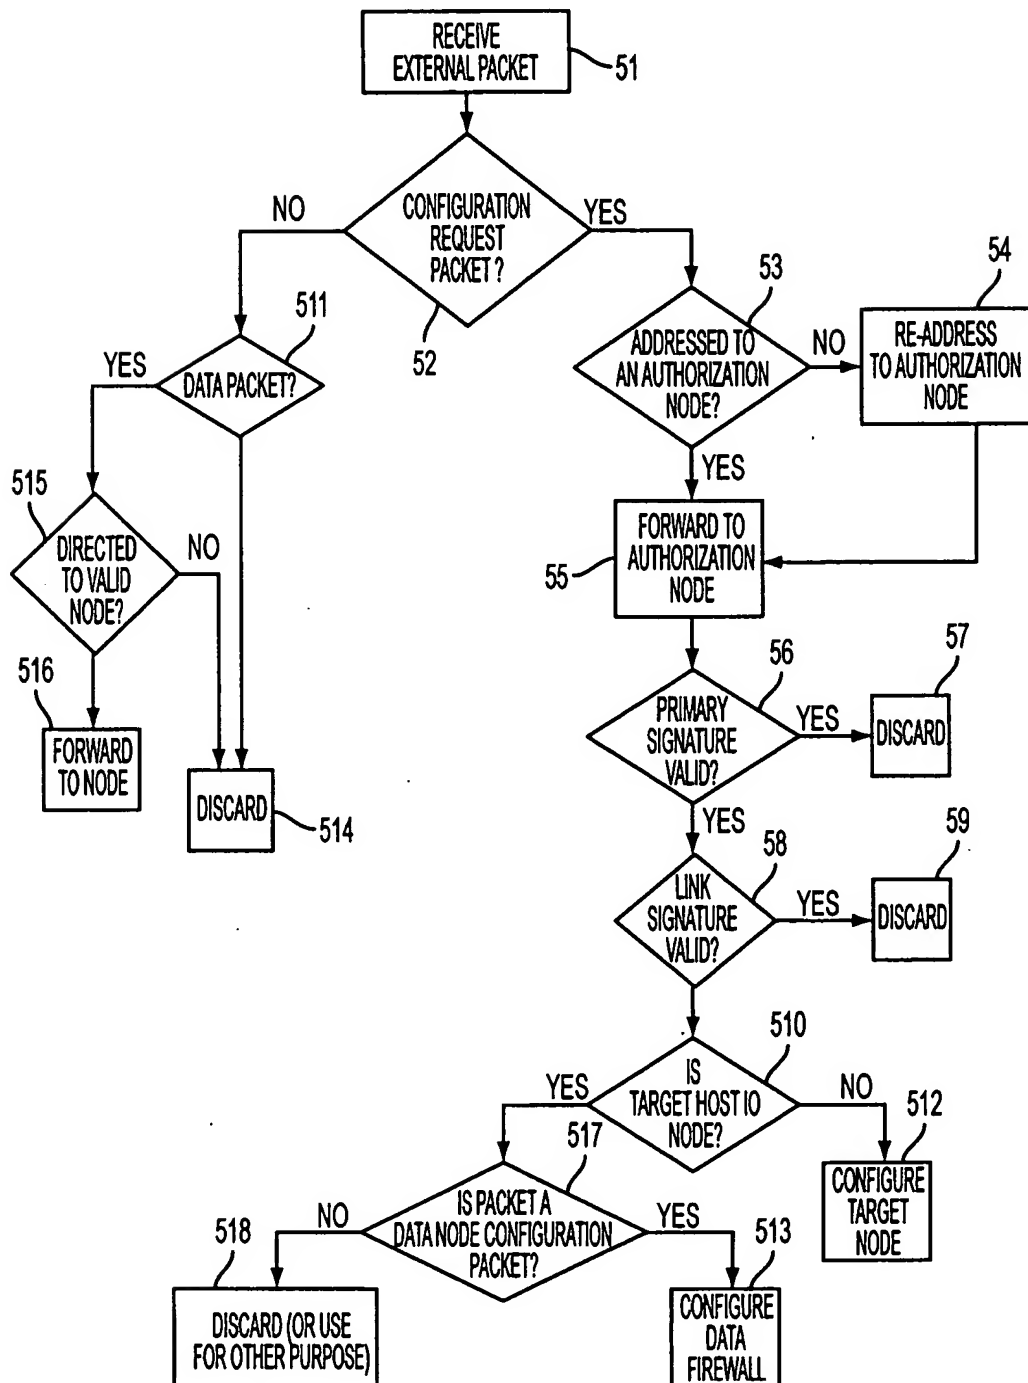 RECEIVE
EXTERNAL PACKET
51
CONFIGURATION
REQUEST
PACKET ?
NO
YES
52
511
DATA PACKET?
YES
53
ADDRESSED TO
AN AUTHORIZATION
NODE?
NO
YES
54
RE-ADDRESS
TO AUTHORIZATION
NODE
515
DIRECTED
TO VALID
NODE?
NO
FORWARD TO
AUTHORIZATION
NODE
55
516
FORWARD
TO NODE
DISCARD
514
56
PRIMARY
SIGNATURE
VALID?
YES
YES
57
DISCARD
58
LINK
SIGNATURE
VALID?
YES
59
DISCARD
510
IS
TARGET HOST IO
NODE?
YES
NO
512
CONFIGURE
TARGET
NODE
517
IS PACKET A
DATA NODE CONFIGURATION
PACKET?
NO
YES
518
DISCARD (OR USE
FOR OTHER PURPOSE)
513
CONFIGURE
DATA
FIREWALL